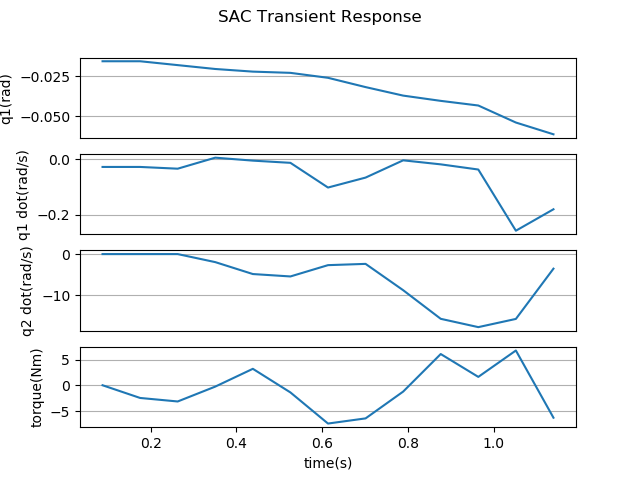 SAC Transient Response
q1(rad)
−0.025
−0.050
q1 dot(rad/s)
0.0
−0.2
q2 dot(rad/s)
0
−10
torque(Nm)
5
0
−5
0.2 0.4 0.6 0.8 1.0
time(s)